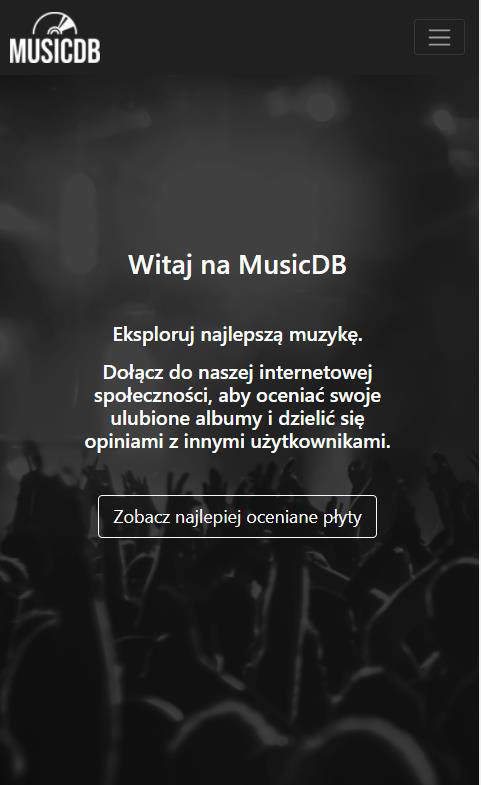 MUSICDB
Witaj na MusicDB
Eksploruj najlepszą muzykę.
Dołącz do naszej internetowej
społeczności, aby oceniać swoje
ulubione albumy i dzielić się
opiniami z innymi użytkownikami.
Zobacz najlepiej oceniane płyty